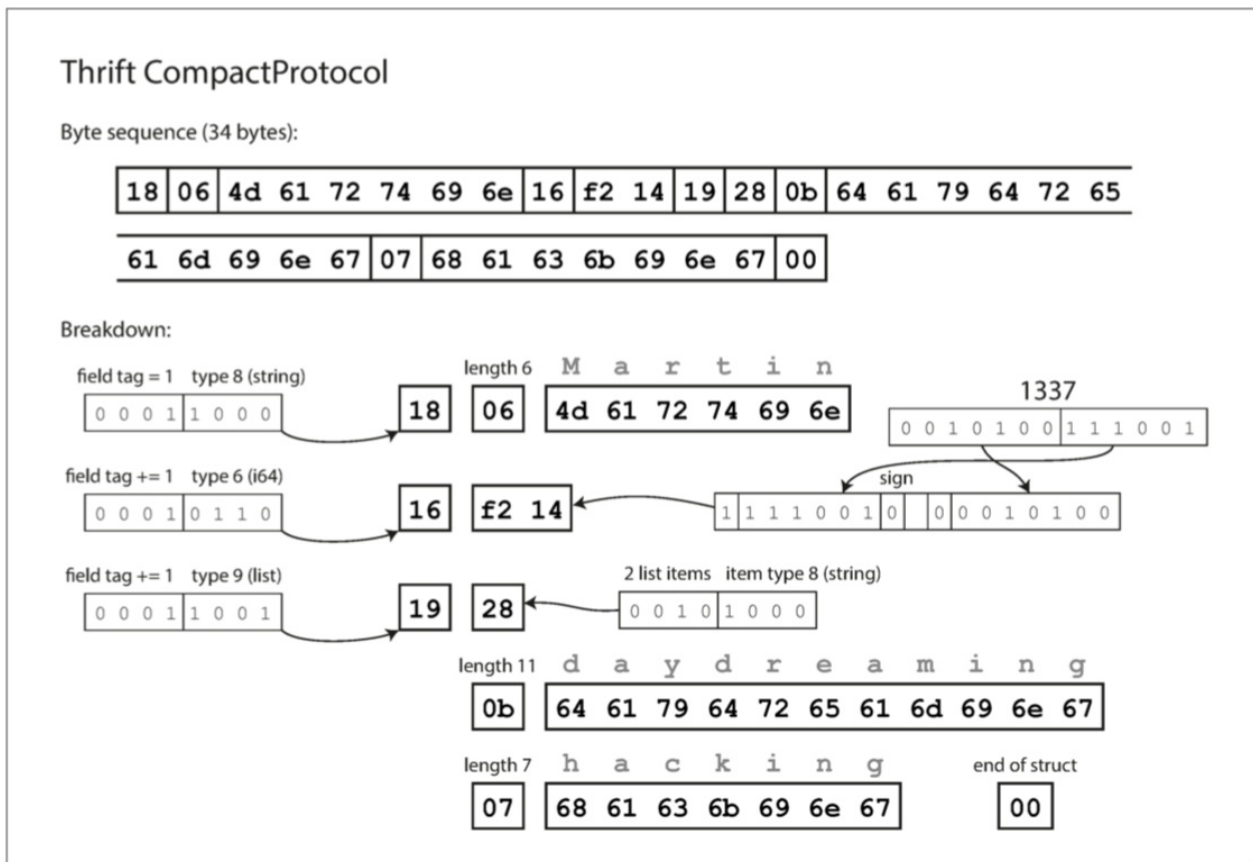 Thrift CompactProtocol
Byte sequence (34 bytes):
18 06 4d 61 72 74 69 6e 16 f2 14 19 28 0b 64 61 79 64 72 65
61 6d 69 6e 67 07 68 61 63 6b 69 6e 67 00
Breakdown:
field tag = 1 type 8 (string)
0 0 0 1 1 0 0 0
18
length 6
06
M a r t i n
4d 61 72 74 69 6e
1337
0 0 1 0 1 0 0 1 1 1 0 0 1
field tag += 1 type 6 (i64)
0 0 0 1 0 1 1 0
16
f2 14
sign
1 1 1 1 0 0 1 0 0 0 0 1 0 1 0 0
field tag += 1 type 9 (list)
0 0 0 1 1 0 0 1
19
28
2 list items item type 8 (string)
0 0 1 0 1 0 0 0
length 11
0b
d a y d r e a m i n g
64 61 79 64 72 65 61 6d 69 6e 67
length 7
07
h a c k i n g
68 61 63 6b 69 6e 67
end of struct
00